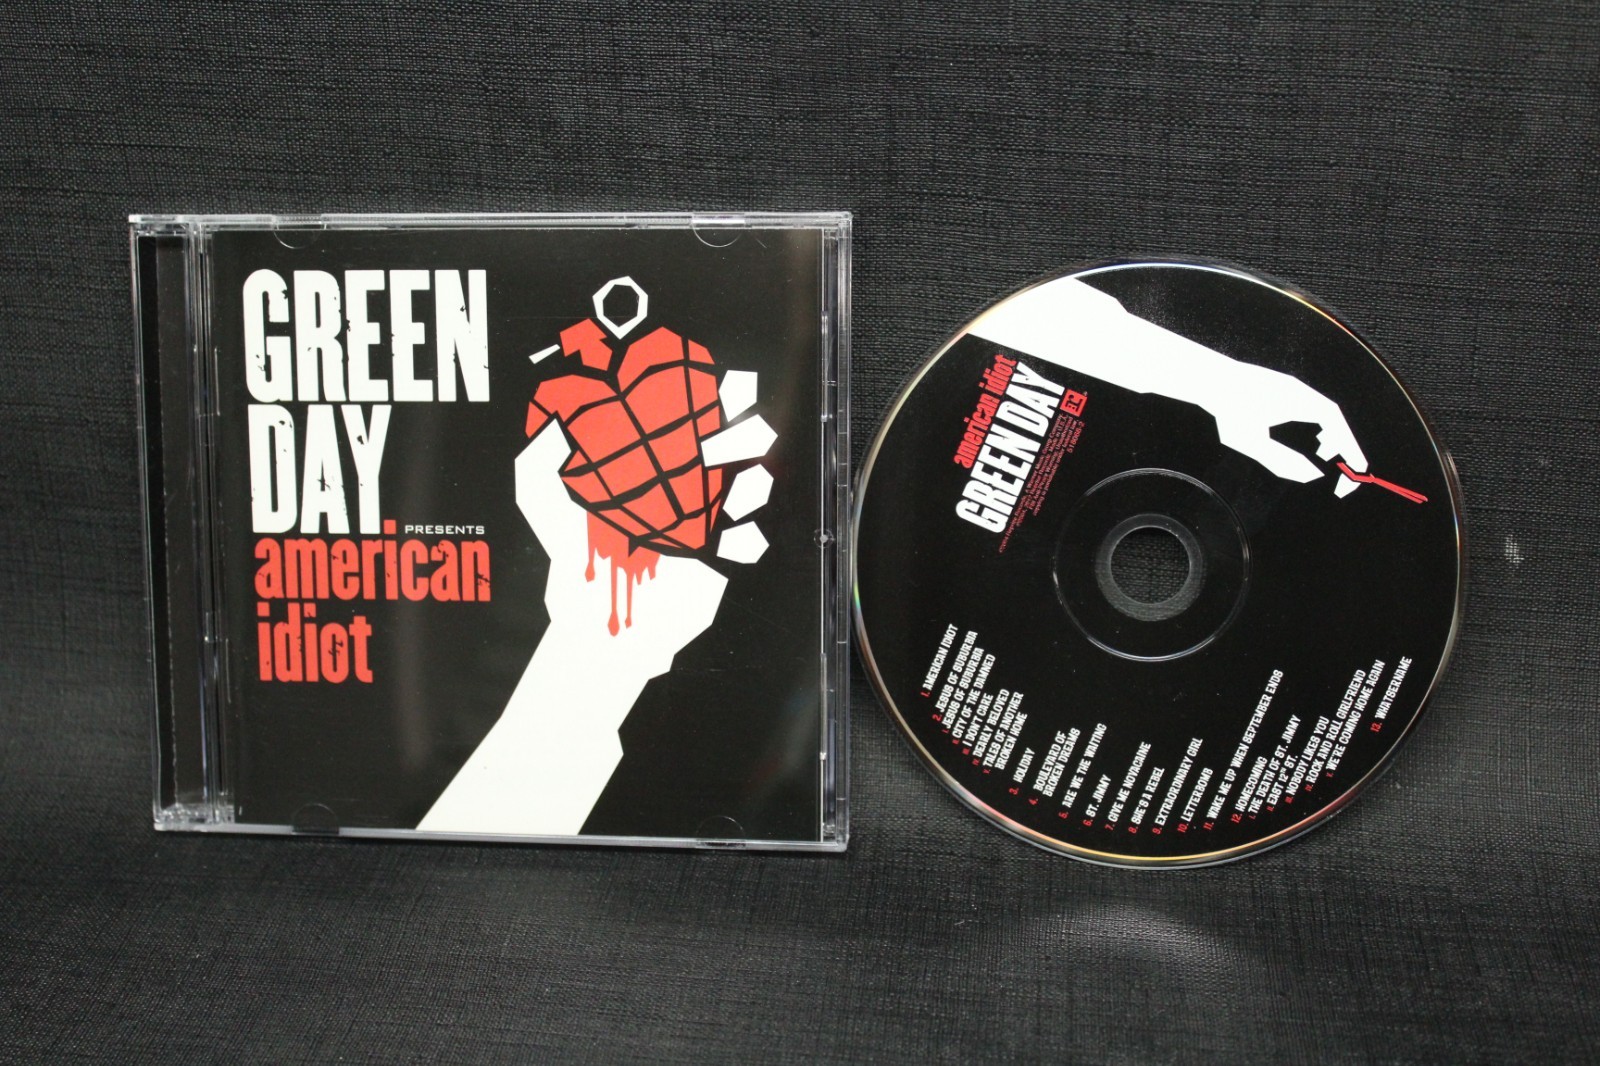 GREEN
DAY
PRESENTS
american
idiot
american idiot
GREEN DAY
1. AMERICAN IDIOT
2. JESUS OF SUBURBIA
I. JESUS OF SUBURBIA
II. CITY OF THE DAMNED
III. I DON'T CARE
IV. DEARLY BELOVED
V. TALES OF ANOTHER
BROKEN HOME
3. HOLIDAY
4. BOULEVARD OF
BROKEN DREAMS
5. ARE WE THE WAITING
6. ST. JIMMY
7. GIVE ME NOVACAINE
8. SHE'S A REBEL
9. EXTRAORDINARY GIRL
10. LETTERBOMB
11. WAKE ME UP WHEN SEPTEMBER ENDS
12. HOMECOMING
I. THE DEATH OF ST. JIMMY
II. EAST 12th ST.
III. NOBODY LIKES YOU
IV. ROCK AND ROLL GIRLFRIEND
V. WE'RE COMING HOME AGAIN
13. WHATSERNAME